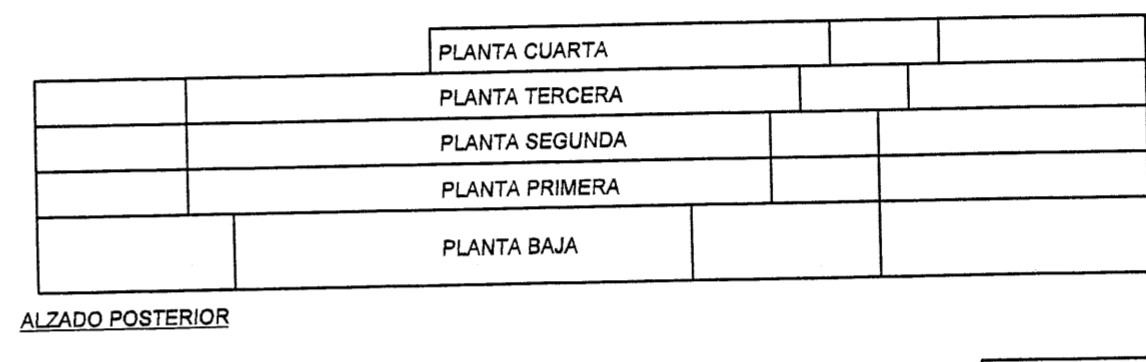 PLANTA CUARTA
PLANTA TERCERA
PLANTA SEGUNDA
PLANTA PRIMERA
PLANTA BAJA
ALZADO POSTERIOR